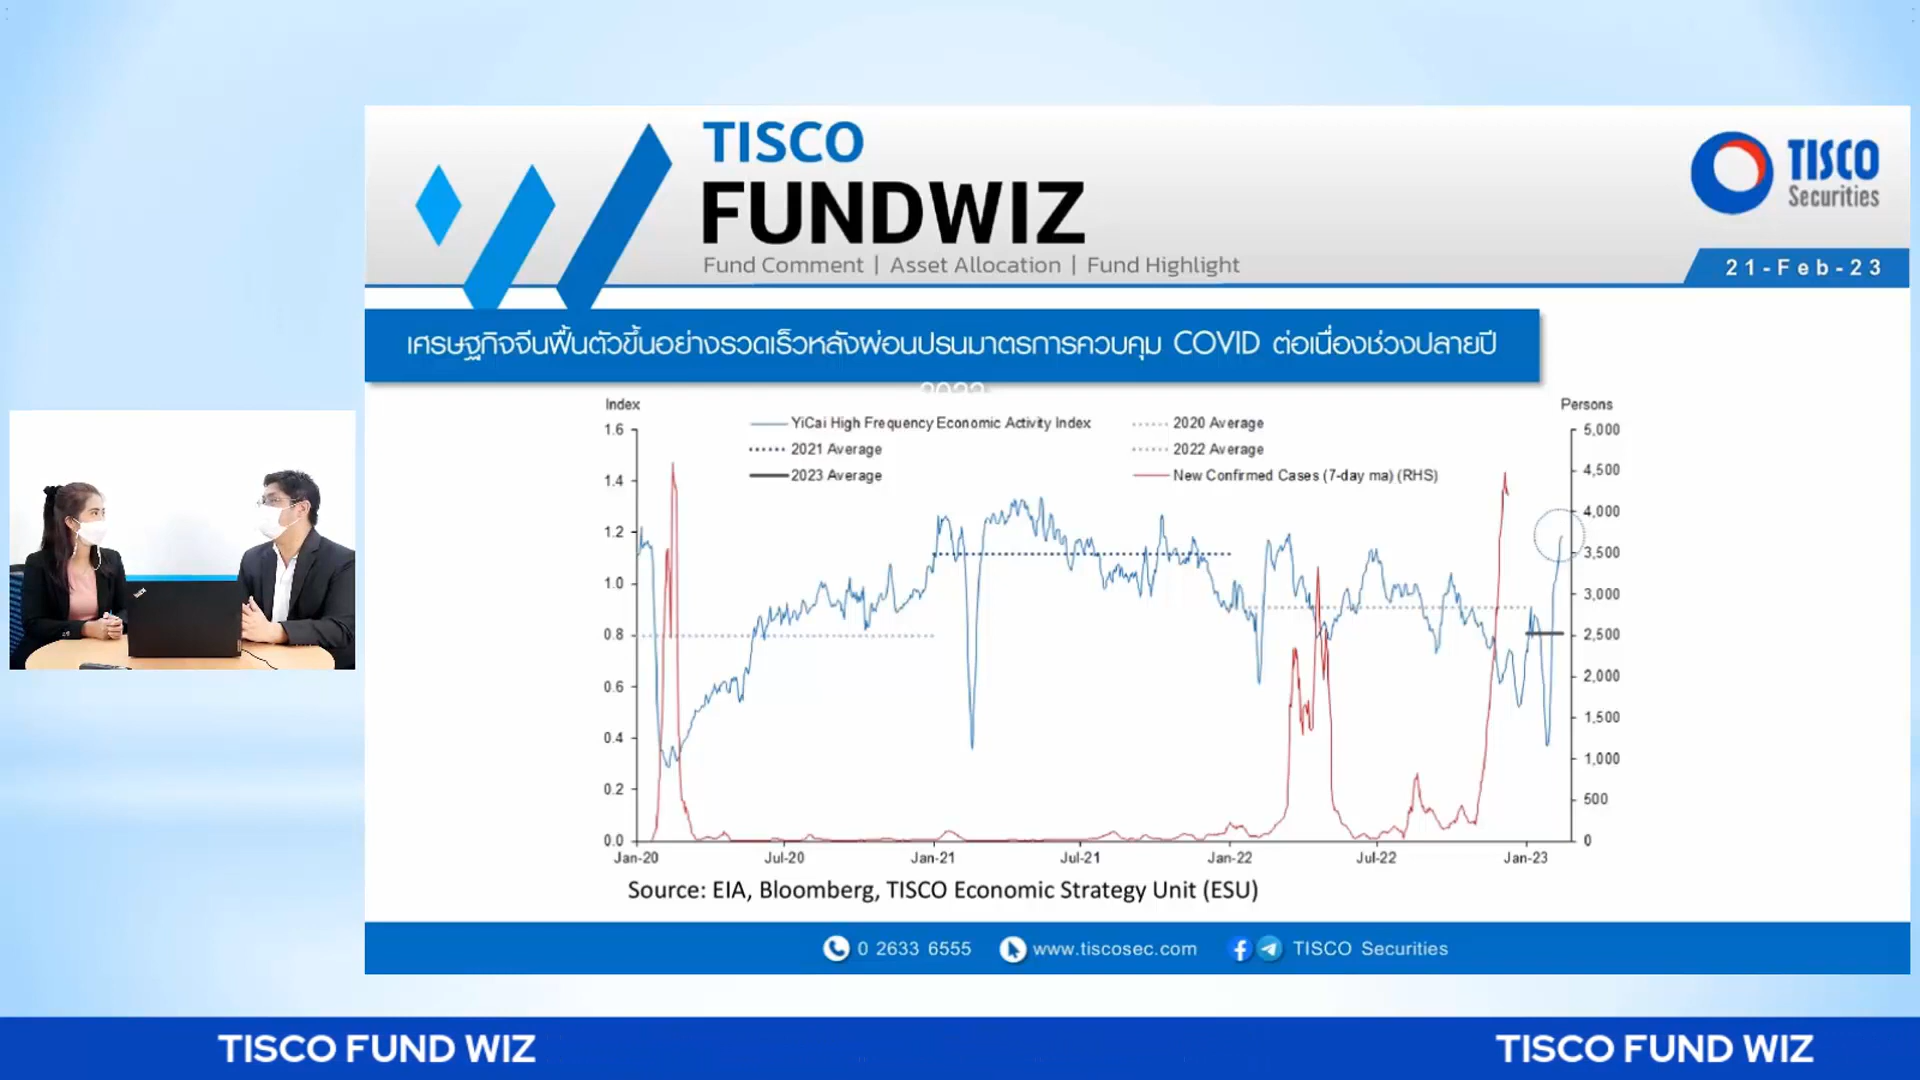 TISCO
FUNDWIZ
Fund Comment | Asset Allocation | Fund Highlight
TISCO
Securities
21-Feb-23
เศรษฐกิจจีนฟื้นตัวขึ้นอย่างรวดเร็วหลังผ่อนปรนมาตรการควบคุม COVID ต่อเนื่องช่วงปลายปี
2022
Index
Persons
YiCai High Frequency Economic Activity Index
2020 Average
2021 Average
2022 Average
2023 Average
New Confirmed Cases (7-day ma) (RHS)
1.6
1.4
1.2
1.0
0.8
0.6
0.4
0.2
0.0
5,000
4,500
4,000
3,500
3,000
2,500
2,000
1,500
1,000
500
0
Jan-20 Jul-20 Jan-21 Jul-21 Jan-22 Jul-22 Jan-23
Source: EIA, Bloomberg, TISCO Economic Strategy Unit (ESU)
0 2633 6555 www.tiscosec.com TISCO Securities
TISCO FUND WIZ
TISCO FUND WIZ